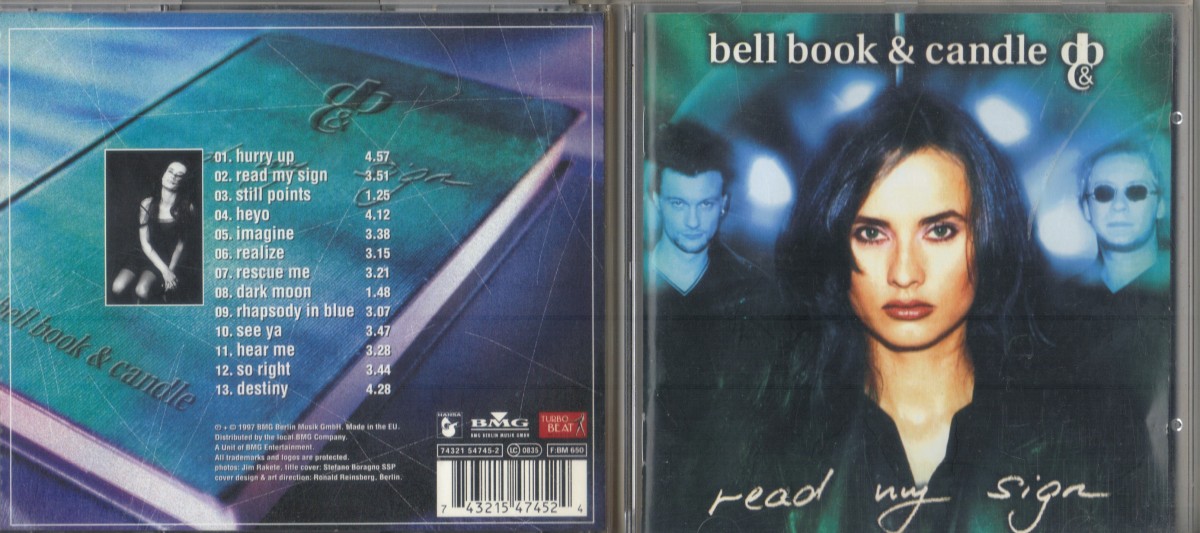 01. hurry up 4.57
02. read my sign 3.51
03. still points 1.25
04. heyo 4.12
05. imagine 3.38
06. realize 3.15
07. rescue me 3.21
08. dark moon 1.48
09. rhapsody in blue 3.07
10. see ya 3.47
11. hear me 3.28
12. so right 3.44
13. destiny 4.28
sign
bell book & candle
℗ + © 1997 BMG Berlin Musik GmbH. Made in the EU.
Distributed by the local BMG Company.
A Unit of BMG Entertainment.
All trademarks and logos are protected.
photos: Jim Rakete, title cover: Stefano Boragno SSP
cover design & art direction: Ronald Reinsberg, Berlin.
HANSA
BMG
BMG BERLIN MUSIK GMBH
TURBO BEAT
74321 54745-2 LC 0835 F:BM 650
7 43215 47452 4
bell book & candle
read my sign